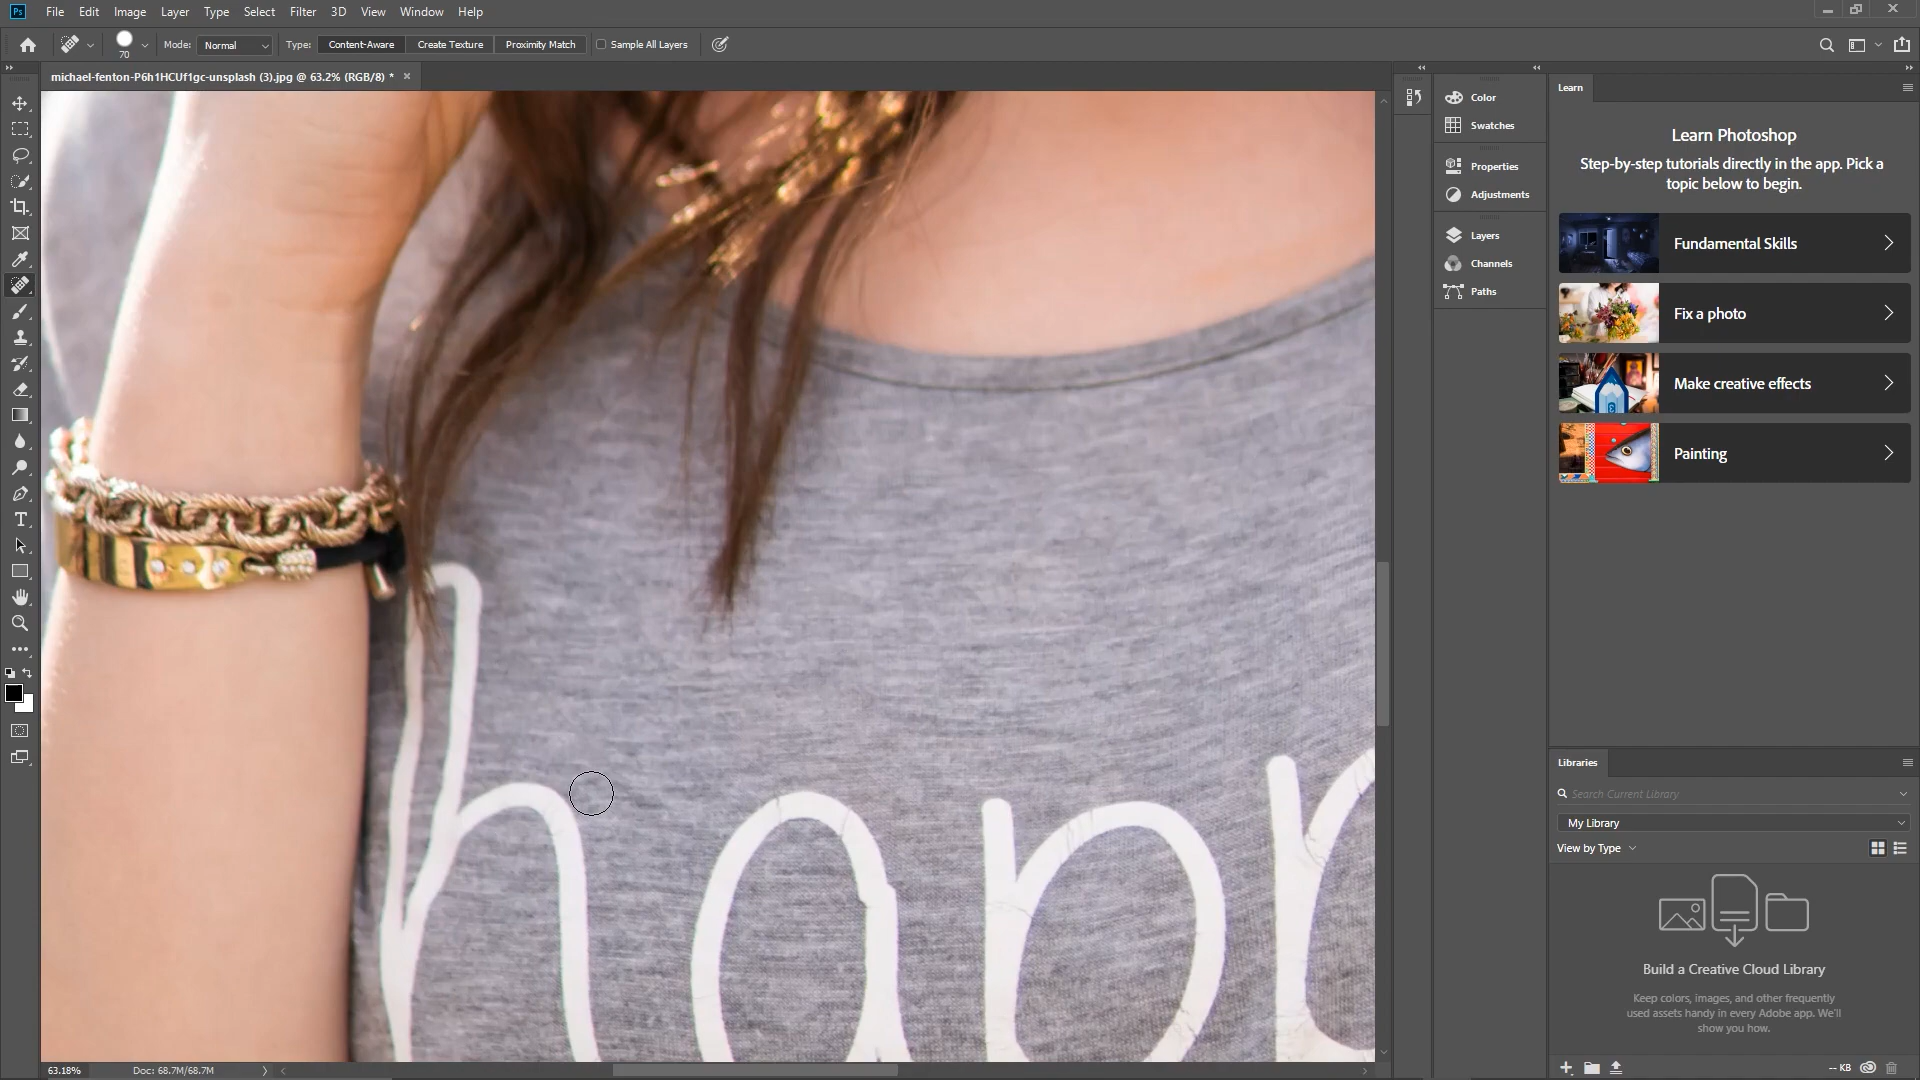 Ps File Edit Image Layer Type Select Filter 3D View Window Help
70 Mode: Normal Type: Content-Aware Create Texture Proximity Match Sample All Layers
michael-fenton-P6h1HCUf1gc-unsplash (3).jpg @ 63.2% (RGB/8) *
Color
Swatches
Properties
Adjustments
Layers
Channels
Paths
Learn
Learn Photoshop
Step-by-step tutorials directly in the app. Pick a
topic below to begin.
Fundamental Skills
Fix a photo
Make creative effects
Painting
happ
Libraries
Search Current Library
My Library
View by Type
Build a Creative Cloud Library
Keep colors, images, and other frequently
used assets handy in every Adobe app. We'll
show you how.
63.18% Doc: 68.7M/68.7M
-- KB